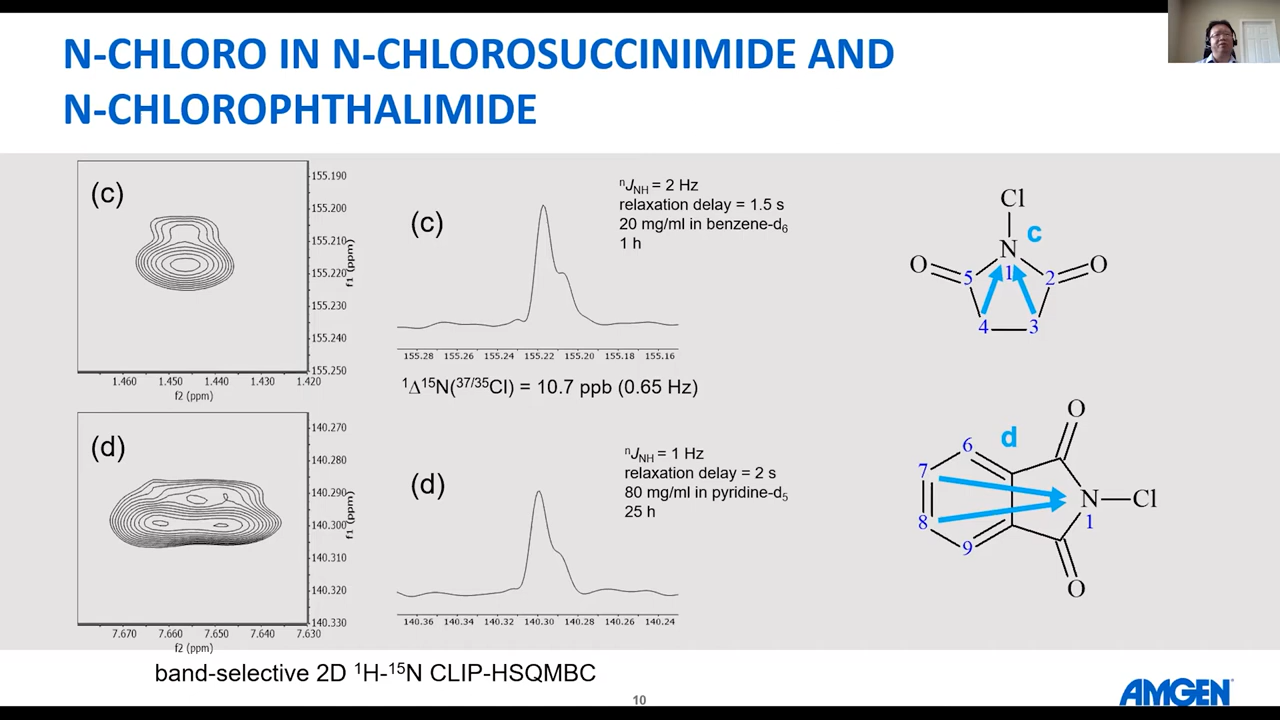 N-CHLORO IN N-CHLOROSUCCINIMIDE AND
N-CHLOROPHTHALIMIDE
(c)
155.190
155.200
155.210
155.220
155.230
155.240
155.250
f1 (ppm)
1.460 1.450 1.440 1.430 1.420
f2 (ppm)
(c)
155.28 155.26 155.24 155.22 155.20 155.18 155.16
ⁿJNH = 2 Hz
relaxation delay = 1.5 s
20 mg/ml in benzene-d₆
1 h
Cl
N
c
O
O
1
5
2
4
3
¹Δ¹⁵N(³⁷/³⁵Cl) = 10.7 ppb (0.65 Hz)
(d)
140.270
140.280
140.290
140.300
140.310
140.320
140.330
f1 (ppm)
7.670 7.660 7.650 7.640 7.630
f2 (ppm)
(d)
140.36 140.34 140.32 140.30 140.28 140.26 140.24
ⁿJNH = 1 Hz
relaxation delay = 2 s
80 mg/ml in pyridine-d₅
25 h
O
d
6
7
N Cl
8
1
9
O
band-selective 2D ¹H-¹⁵N CLIP-HSQMBC
10
AMGEN